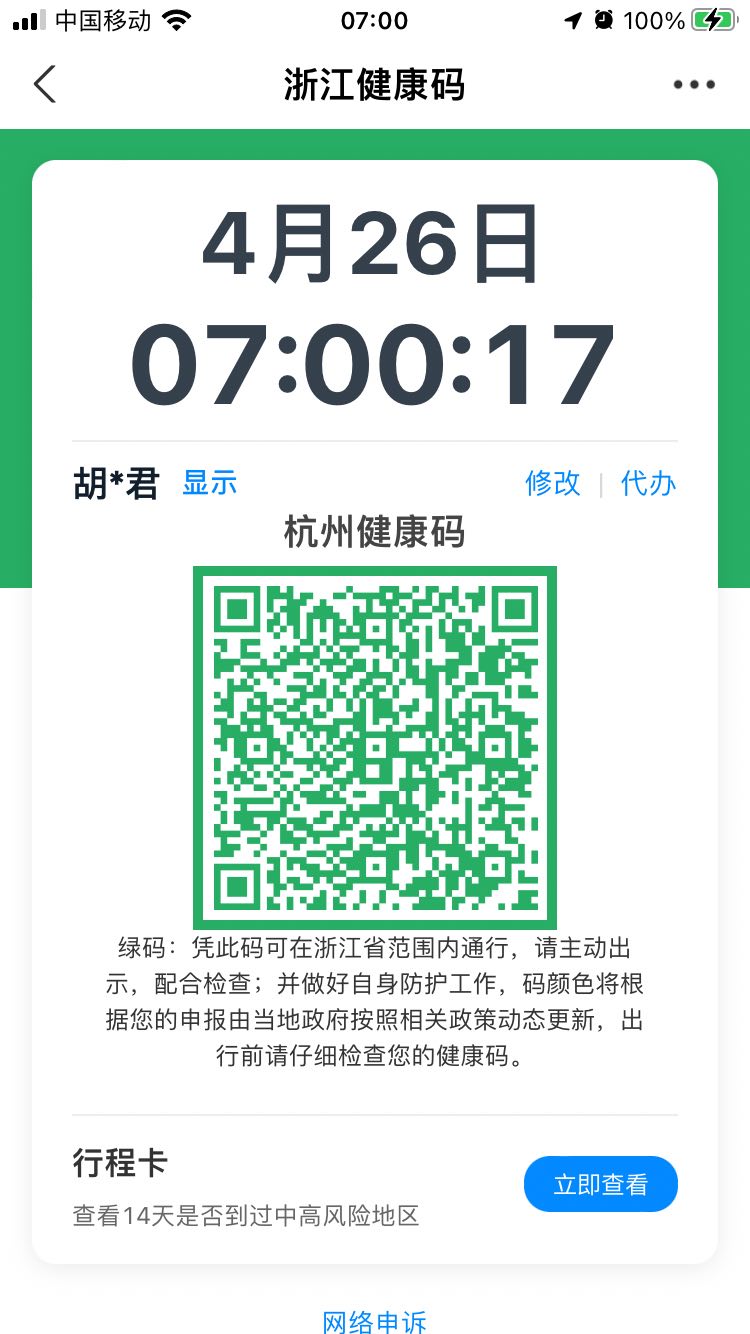 中国移动 07:00 100%
浙江健康码
4月26日
07:00:17
胡*君 显示 修改 | 代办
杭州健康码
绿码：凭此码可在浙江省范围内通行，请主动出
示，配合检查；并做好自身防护工作，码颜色将根
据您的申报由当地政府按照相关政策动态更新，出
行前请仔细检查您的健康码。
行程卡
立即查看
查看14天是否到过中高风险地区
网络申诉